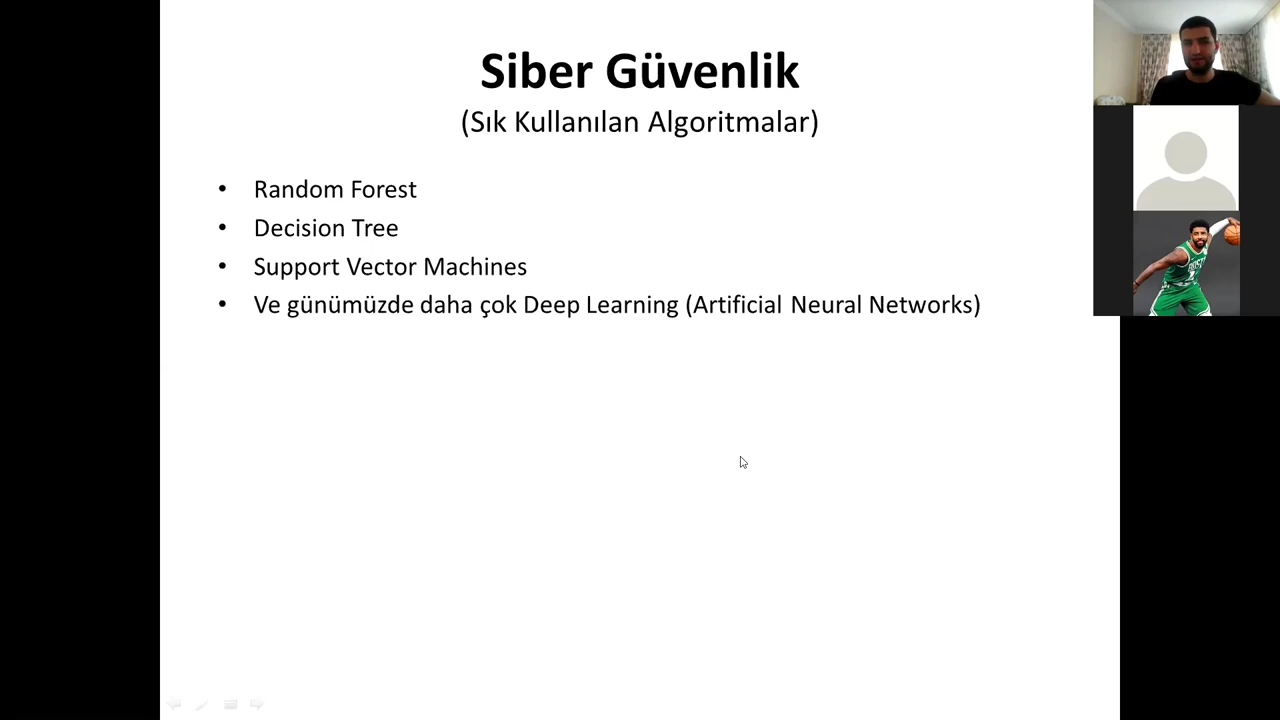 Siber Güvenlik
(Sık Kullanılan Algoritmalar)
• Random Forest
• Decision Tree
• Support Vector Machines
• Ve günümüzde daha çok Deep Learning (Artificial Neural Networks)